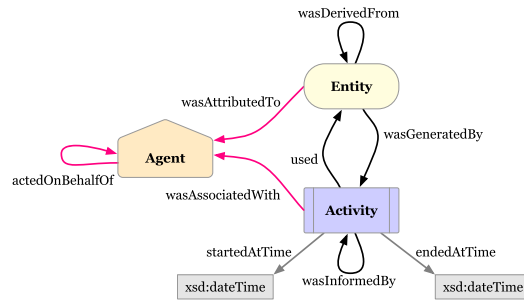 wasDerivedFrom
Entity
wasAttributedTo
wasGeneratedBy
Agent
used
actedOnBehalfOf
wasAssociatedWith
Activity
startedAtTime
endedAtTime
wasInformedBy
xsd:dateTime
xsd:dateTime